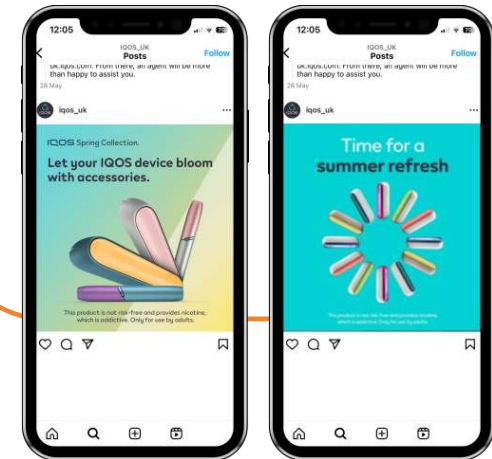 12:05
IQOS_UK
Posts
Follow
uk.iqos.com. From there, an agent will be more
than happy to assist you.
28 May
iqos_uk
IQOS Spring Collection.
Let your IQOS device bloom
with accessories.
This product is not risk-free and provides nicotine,
which is addictive. Only for use by adults.
12:05
IQOS_UK
Posts
Follow
uk.iqos.com. From there, an agent will be more
than happy to assist you.
28 May
iqos_uk
Time for a
summer refresh
This product is not risk-free and provides nicotine,
which is addictive. Only for use by adults.